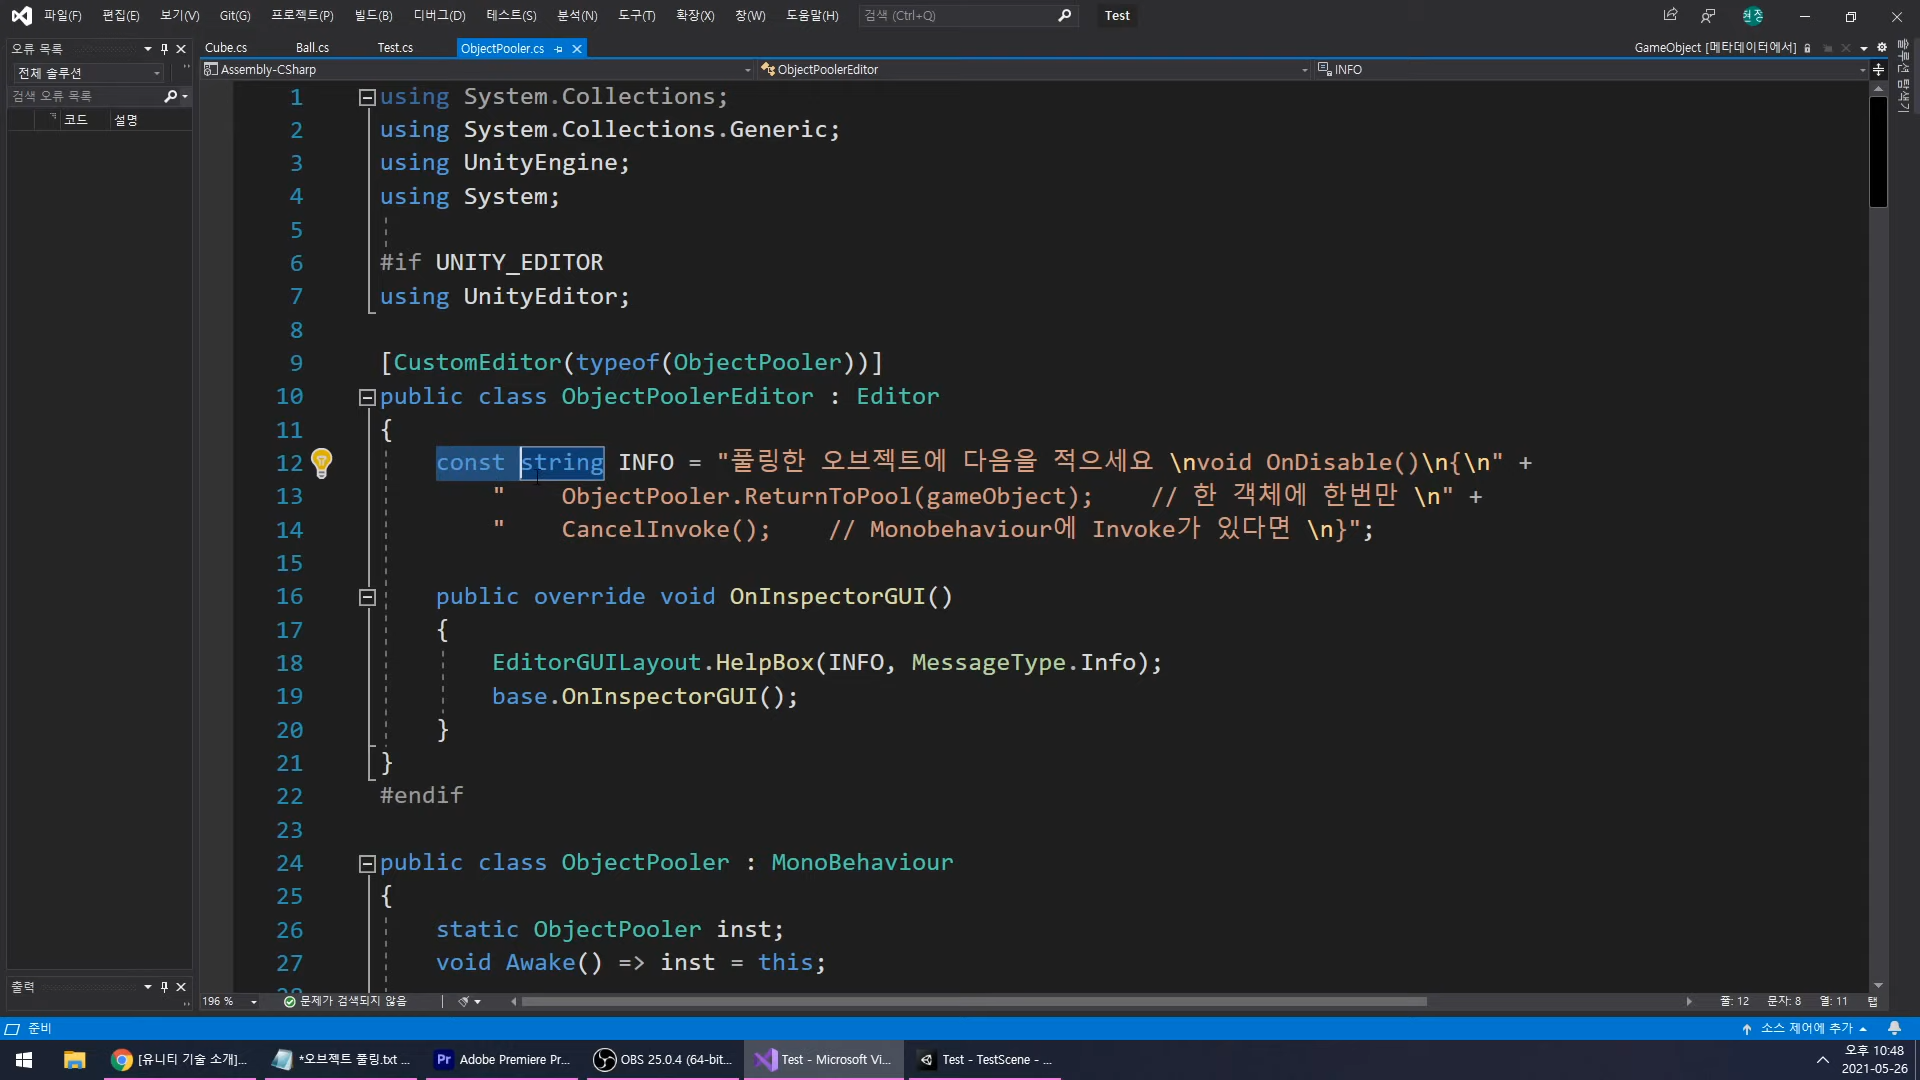 파일(F) 편집(E) 보기(V) Git(G) 프로젝트(P) 빌드(B) 디버그(D) 테스트(S) 분석(N) 도구(T) 확장(X) 창(W) 도움말(H) 검색 (Ctrl+Q) Test 원정
오류 목록 Cube.cs Ball.cs Test.cs ObjectPooler.cs GameObject [메타데이터에서]
솔루션 탐색기
전체 솔루션 Assembly-CSharp ObjectPoolerEditor INFO
검색 오류 목록
코드 설명
1 using System.Collections;
2 using System.Collections.Generic;
3 using UnityEngine;
4 using System;
5
6 #if UNITY_EDITOR
7 using UnityEditor;
8
9 [CustomEditor(typeof(ObjectPooler))]
10 public class ObjectPoolerEditor : Editor
11 {
12 const string INFO = "풀링한 오브젝트에 다음을 적으세요 \nvoid OnDisable()\n{\n" +
13 "    ObjectPooler.ReturnToPool(gameObject);    // 한 객체에 한번만 \n" +
14 "    CancelInvoke();    // Monobehaviour에 Invoke가 있다면 \n}";
15
16 public override void OnInspectorGUI()
17 {
18 EditorGUILayout.HelpBox(INFO, MessageType.Info);
19 base.OnInspectorGUI();
20 }
21 }
22 #endif
23
24 public class ObjectPooler : MonoBehaviour
25 {
26 static ObjectPooler inst;
27 void Awake() => inst = this;
28
출력
196 % 문제가 검색되지 않음 줄: 12 문자: 8 열: 11 탭
준비 소스 제어에 추가
[유니티 기술 소개]... *오브젝트 풀링.txt ... Adobe Premiere Pr... OBS 25.0.4 (64-bit... Test - Microsoft Vi... Test - TestScene - ... 오후 10:48
2021-05-26